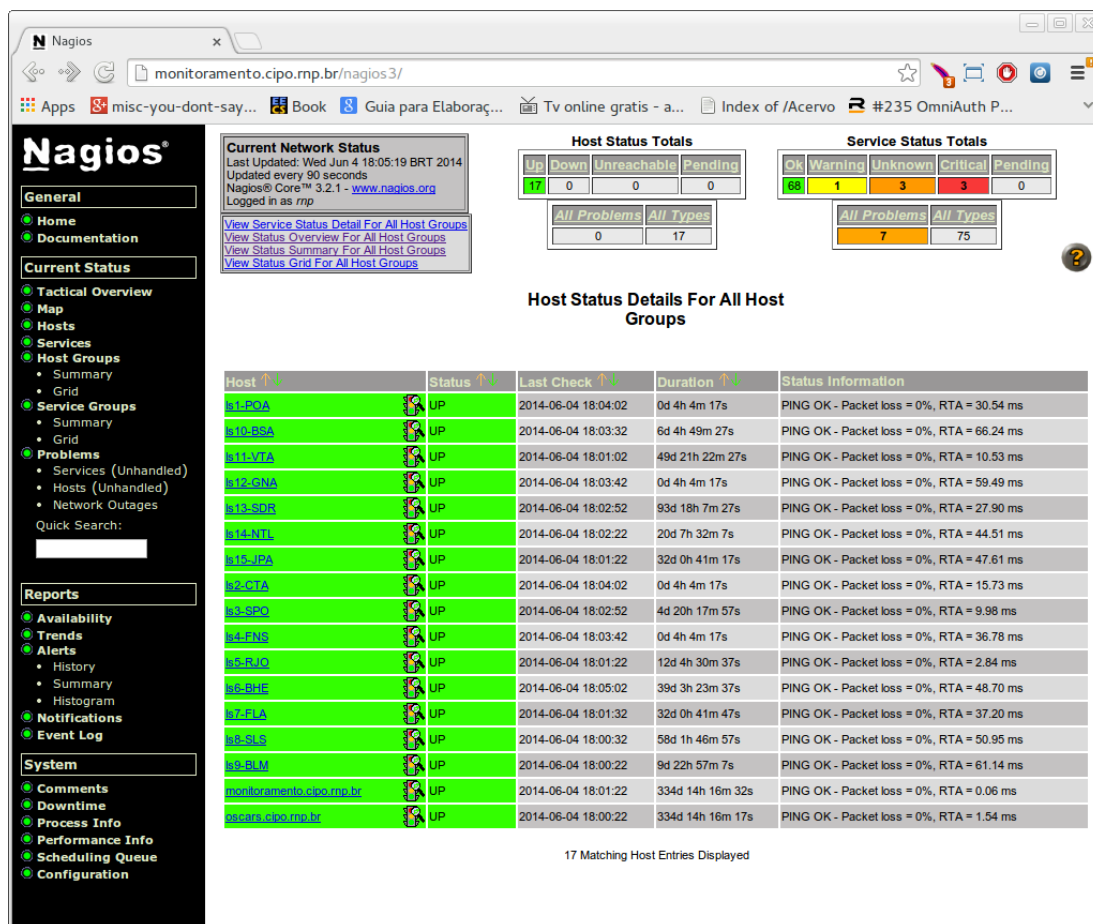 Nagios
monitoramento.cipo.rnp.br/nagios3/
3
Apps misc-you-dont-say... Book Guia para Elaboraç... Tv online gratis - a... Index of /Acervo #235 OmniAuth P...
Nagios®
General
Home
Documentation
Current Status
Tactical Overview
Map
Hosts
Services
Host Groups
Summary
Grid
Service Groups
Summary
Grid
Problems
Services (Unhandled)
Hosts (Unhandled)
Network Outages
Quick Search:
Reports
Availability
Trends
Alerts
History
Summary
Histogram
Notifications
Event Log
System
Comments
Downtime
Process Info
Performance Info
Scheduling Queue
Configuration
Current Network Status
Last Updated: Wed Jun 4 18:05:19 BRT 2014
Updated every 90 seconds
Nagios® Core™ 3.2.1 - www.nagios.org
Logged in as rnp
View Service Status Detail For All Host Groups
View Status Overview For All Host Groups
View Status Summary For All Host Groups
View Status Grid For All Host Groups
Host Status Totals
Up Down Unreachable Pending
17 0 0 0
All Problems All Types
0 17
Service Status Totals
Ok Warning Unknown Critical Pending
68 1 3 3 0
All Problems All Types
7 75
?
Host Status Details For All Host
Groups
Host Status Last Check Duration Status Information
ls1-POA UP 2014-06-04 18:04:02 0d 4h 4m 17s PING OK - Packet loss = 0%, RTA = 30.54 ms
ls10-BSA UP 2014-06-04 18:03:32 6d 4h 49m 27s PING OK - Packet loss = 0%, RTA = 66.24 ms
ls11-VTA UP 2014-06-04 18:01:02 49d 21h 22m 27s PING OK - Packet loss = 0%, RTA = 10.53 ms
ls12-GNA UP 2014-06-04 18:03:42 0d 4h 4m 17s PING OK - Packet loss = 0%, RTA = 59.49 ms
ls13-SDR UP 2014-06-04 18:02:52 93d 18h 7m 27s PING OK - Packet loss = 0%, RTA = 27.90 ms
ls14-NTL UP 2014-06-04 18:02:22 20d 7h 32m 7s PING OK - Packet loss = 0%, RTA = 44.51 ms
ls15-JPA UP 2014-06-04 18:01:22 32d 0h 41m 17s PING OK - Packet loss = 0%, RTA = 47.61 ms
ls2-CTA UP 2014-06-04 18:04:02 0d 4h 4m 17s PING OK - Packet loss = 0%, RTA = 15.73 ms
ls3-SPO UP 2014-06-04 18:02:52 4d 20h 17m 57s PING OK - Packet loss = 0%, RTA = 9.98 ms
ls4-FNS UP 2014-06-04 18:03:42 0d 4h 4m 17s PING OK - Packet loss = 0%, RTA = 36.78 ms
ls5-RJO UP 2014-06-04 18:01:22 12d 4h 30m 37s PING OK - Packet loss = 0%, RTA = 2.84 ms
ls6-BHE UP 2014-06-04 18:05:02 39d 3h 23m 37s PING OK - Packet loss = 0%, RTA = 48.70 ms
ls7-FLA UP 2014-06-04 18:01:32 32d 0h 41m 47s PING OK - Packet loss = 0%, RTA = 37.20 ms
ls8-SLS UP 2014-06-04 18:00:32 58d 1h 46m 57s PING OK - Packet loss = 0%, RTA = 50.95 ms
ls9-BLM UP 2014-06-04 18:00:22 9d 22h 57m 7s PING OK - Packet loss = 0%, RTA = 61.14 ms
monitoramento.cipo.rnp.br UP 2014-06-04 18:01:22 334d 14h 16m 32s PING OK - Packet loss = 0%, RTA = 0.06 ms
oscars.cipo.rnp.br UP 2014-06-04 18:00:22 334d 14h 16m 17s PING OK - Packet loss = 0%, RTA = 1.54 ms
17 Matching Host Entries Displayed